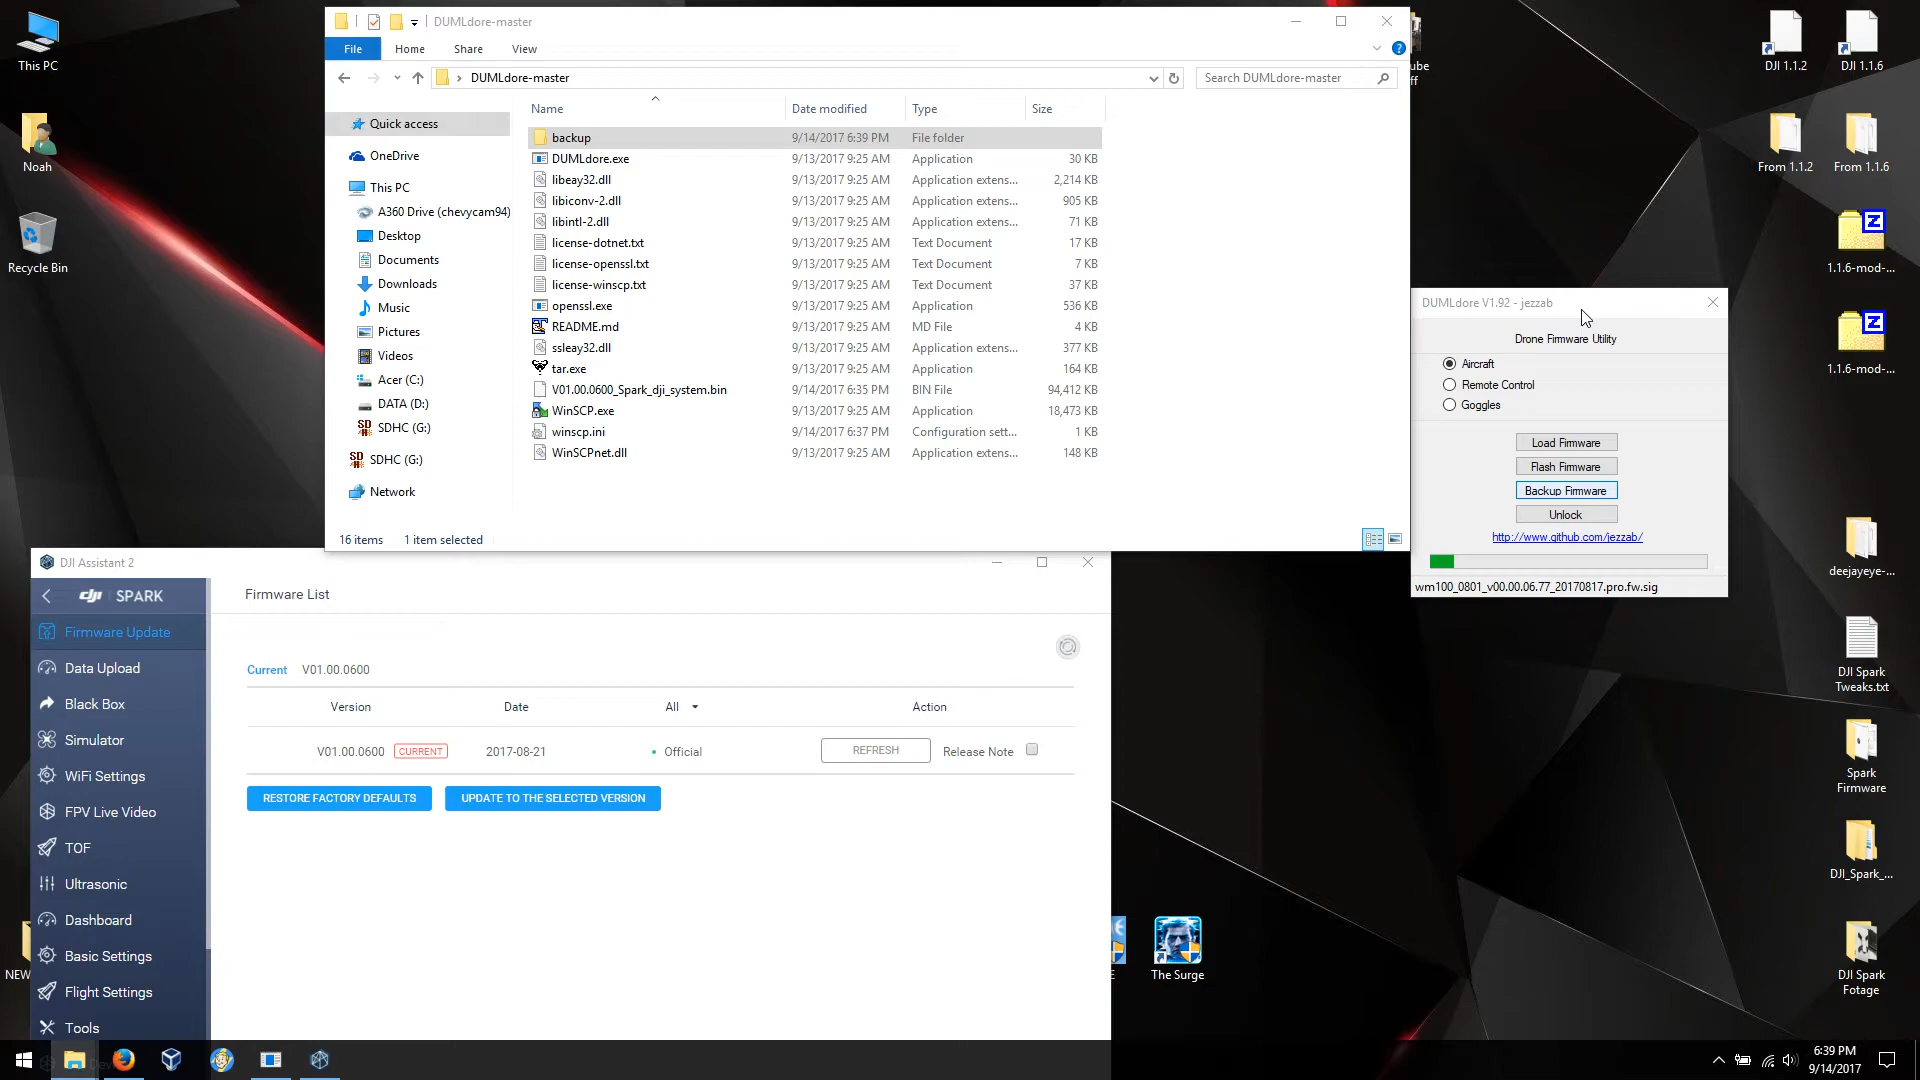 This PC
Noah
Recycle Bin
DUMLdore-master
File
Home
Share
View
DUMLdore-master
Search DUMLdore-master
Quick access
OneDrive
This PC
A360 Drive (chevycam94)
Desktop
Documents
Downloads
Music
Pictures
Videos
Acer (C:)
DATA (D:)
SDHC (G:)
SDHC (G:)
Network
Name Date modified Type Size
backup 9/14/2017 6:39 PM File folder
DUMLdore.exe 9/13/2017 9:25 AM Application 30 KB
libeay32.dll 9/13/2017 9:25 AM Application extens... 2,214 KB
libiconv-2.dll 9/13/2017 9:25 AM Application extens... 905 KB
libintl-2.dll 9/13/2017 9:25 AM Application extens... 71 KB
license-dotnet.txt 9/13/2017 9:25 AM Text Document 17 KB
license-openssl.txt 9/13/2017 9:25 AM Text Document 7 KB
license-winscp.txt 9/13/2017 9:25 AM Text Document 37 KB
openssl.exe 9/13/2017 9:25 AM Application 536 KB
README.md 9/13/2017 9:25 AM MD File 4 KB
ssleay32.dll 9/13/2017 9:25 AM Application extens... 377 KB
tar.exe 9/13/2017 9:25 AM Application 164 KB
V01.00.0600_Spark_dji_system.bin 9/14/2017 6:35 PM BIN File 94,412 KB
WinSCP.exe 9/13/2017 9:25 AM Application 18,473 KB
winscp.ini 9/14/2017 6:37 PM Configuration sett... 1 KB
WinSCPnet.dll 9/13/2017 9:25 AM Application extens... 148 KB
16 items 1 item selected
DUMLdore V1.92 - jezzab
Drone Firmware Utility
Aircraft
Remote Control
Goggles
Load Firmware
Flash Firmware
Backup Firmware
Unlock
http://www.github.com/jezzab/
wm100_0801_v00.00.06.77_20170817.pro.fw.sig
DJI Assistant 2
dji SPARK
Firmware Update
Data Upload
Black Box
Simulator
WiFi Settings
FPV Live Video
TOF
Ultrasonic
Dashboard
Basic Settings
Flight Settings
Tools
Firmware List
Current V01.00.0600
Version Date All Action
V01.00.0600 CURRENT 2017-08-21 Official REFRESH Release Note
RESTORE FACTORY DEFAULTS UPDATE TO THE SELECTED VERSION
NEW
The Surge
DJI 1.1.2
DJI 1.1.6
From 1.1.2
From 1.1.6
1.1.6-mod-...
1.1.6-mod-...
deejayeye-...
DJI Spark
Tweaks.txt
Spark
Firmware
DJI_Spark_...
DJI Spark
Fotage
6:39 PM
9/14/2017